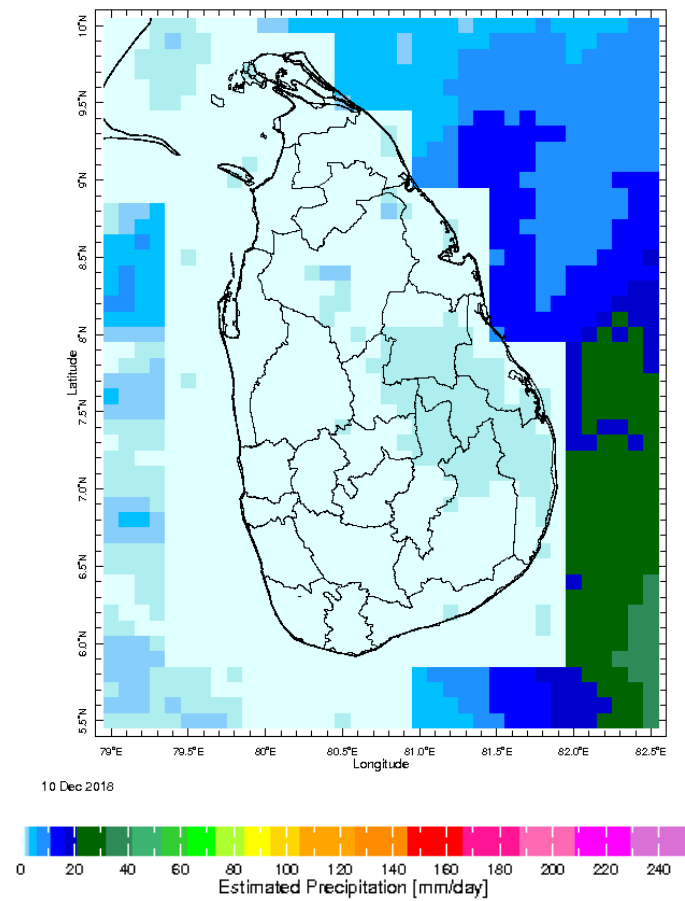 10°N
9.5°N
9°N
8.5°N
8°N
7.5°N
7.0°N
6.5°N
6.0°N
5.5°N
Latitude
79°E 79.5°E 80°E 80.5°E 81.0°E 81.5°E 82.0°E 82.5°E
Longitude
10 Dec 2018
0 20 40 60 80 100 120 140 160 180 200 220 240
Estimated Precipitation [mm/day]